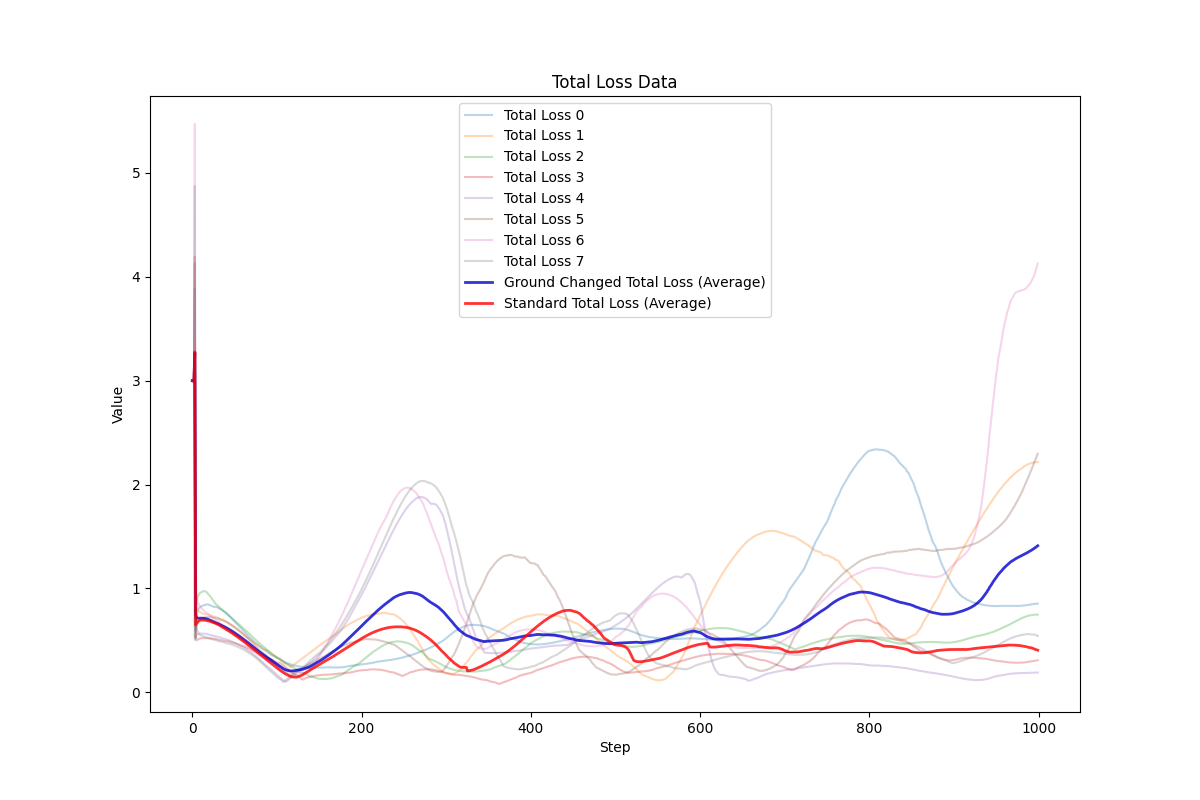 Total Loss Data
Total Loss 0
Total Loss 1
Total Loss 2
Total Loss 3
Total Loss 4
Total Loss 5
Total Loss 6
Total Loss 7
Ground Changed Total Loss (Average)
Standard Total Loss (Average)
Value
5
4
3
2
1
0
0 200 400 600 800 1000
Step